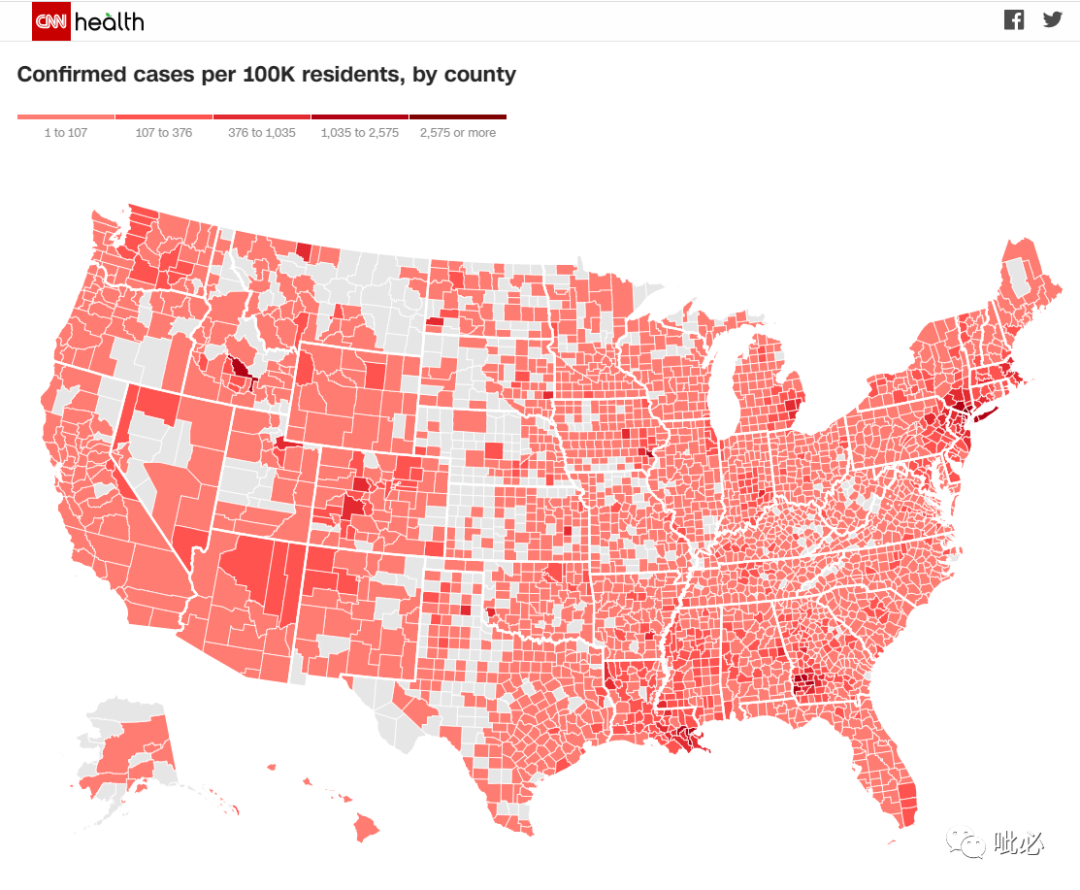 CNN health
Confirmed cases per 100K residents, by county
1 to 107 107 to 376 376 to 1,035 1,035 to 2,575 2,575 or more
呲必